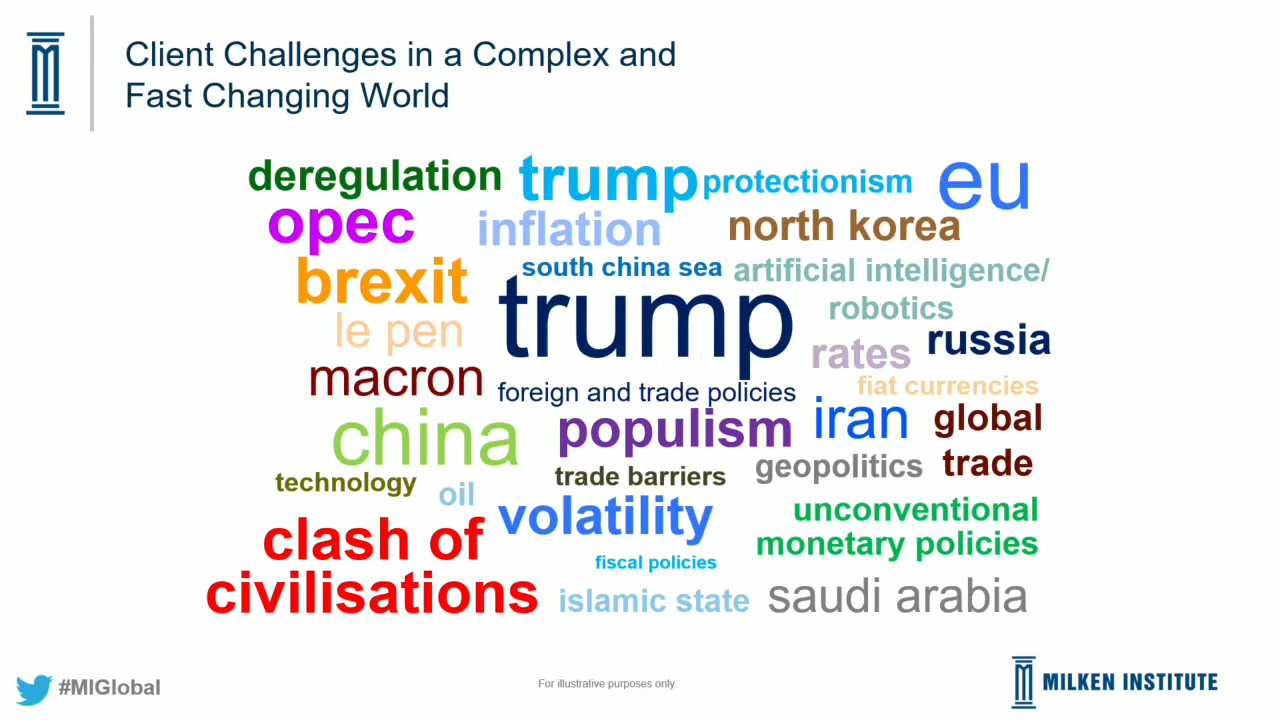 Client Challenges in a Complex and
Fast Changing World
deregulation
trump
protectionism
eu
opec
inflation
north korea
brexit
south china sea
artificial intelligence/
robotics
trump
le pen
rates
russia
macron
foreign and trade policies
fiat currencies
china
populism
iran
global
trade
technology
oil
trade barriers
geopolitics
volatility
unconventional
monetary policies
clash of
civilisations
fiscal policies
islamic state
saudi arabia
#MIGlobal
For illustrative purposes only.
MILKEN INSTITUTE